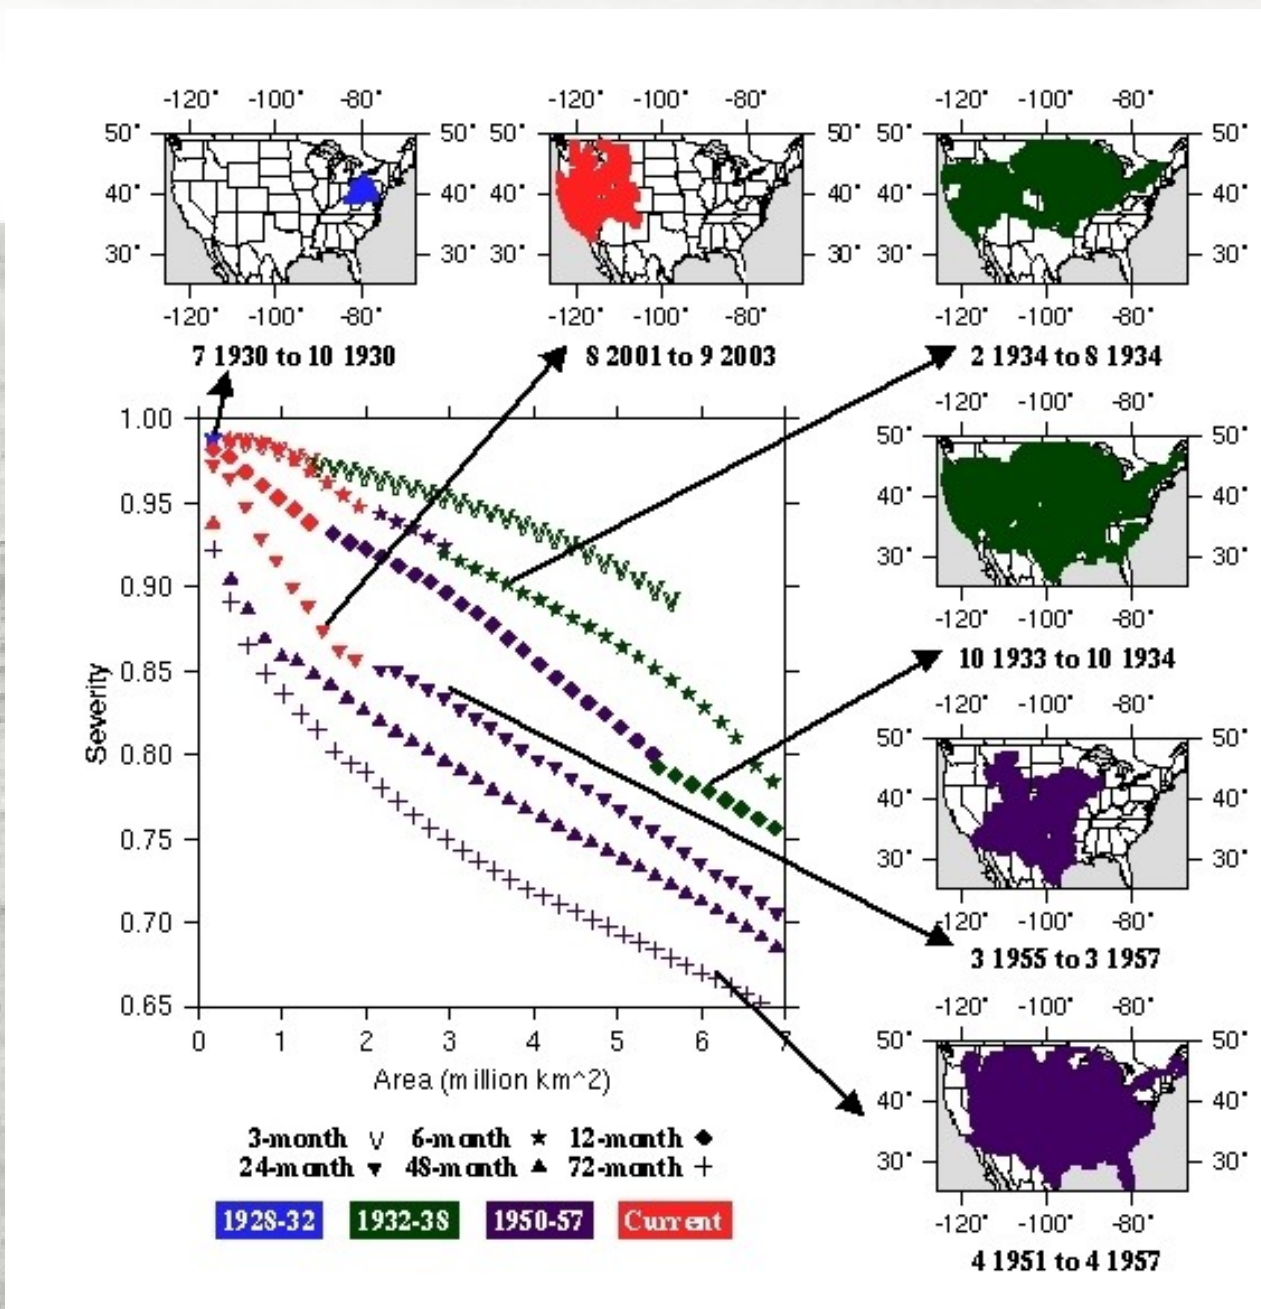 -120° -100° -80° -120° -100° -80° -120° -100° -80°
50° 50° 50° 50° 50°
40° 40° 40° 40° 40°
30° 30° 30° 30° 30°
-120° -100° -80° -120° -100° -80° -120° -100° -80°
7 1930 to 10 1930 8 2001 to 9 2003 2 1934 to 8 1934
-120° -100° -80°
50° 50°
40° 40°
30° 30°
-120° -100° -80°
10 1933 to 10 1934
-120° -100° -80°
50° 50°
40° 40°
30° 30°
-120° -100° -80°
3 1955 to 3 1957
-120° -100° -80°
50° 50°
40° 40°
30° 30°
-120° -100° -80°
4 1951 to 4 1957
Severity
1.00
0.95
0.90
0.85
0.80
0.75
0.70
0.65
0 1 2 3 4 5 6 7
Area (million km^2)
3-month 6-month 12-month
24-month 48-month 72-month
1928-32 1932-38 1950-57 Current